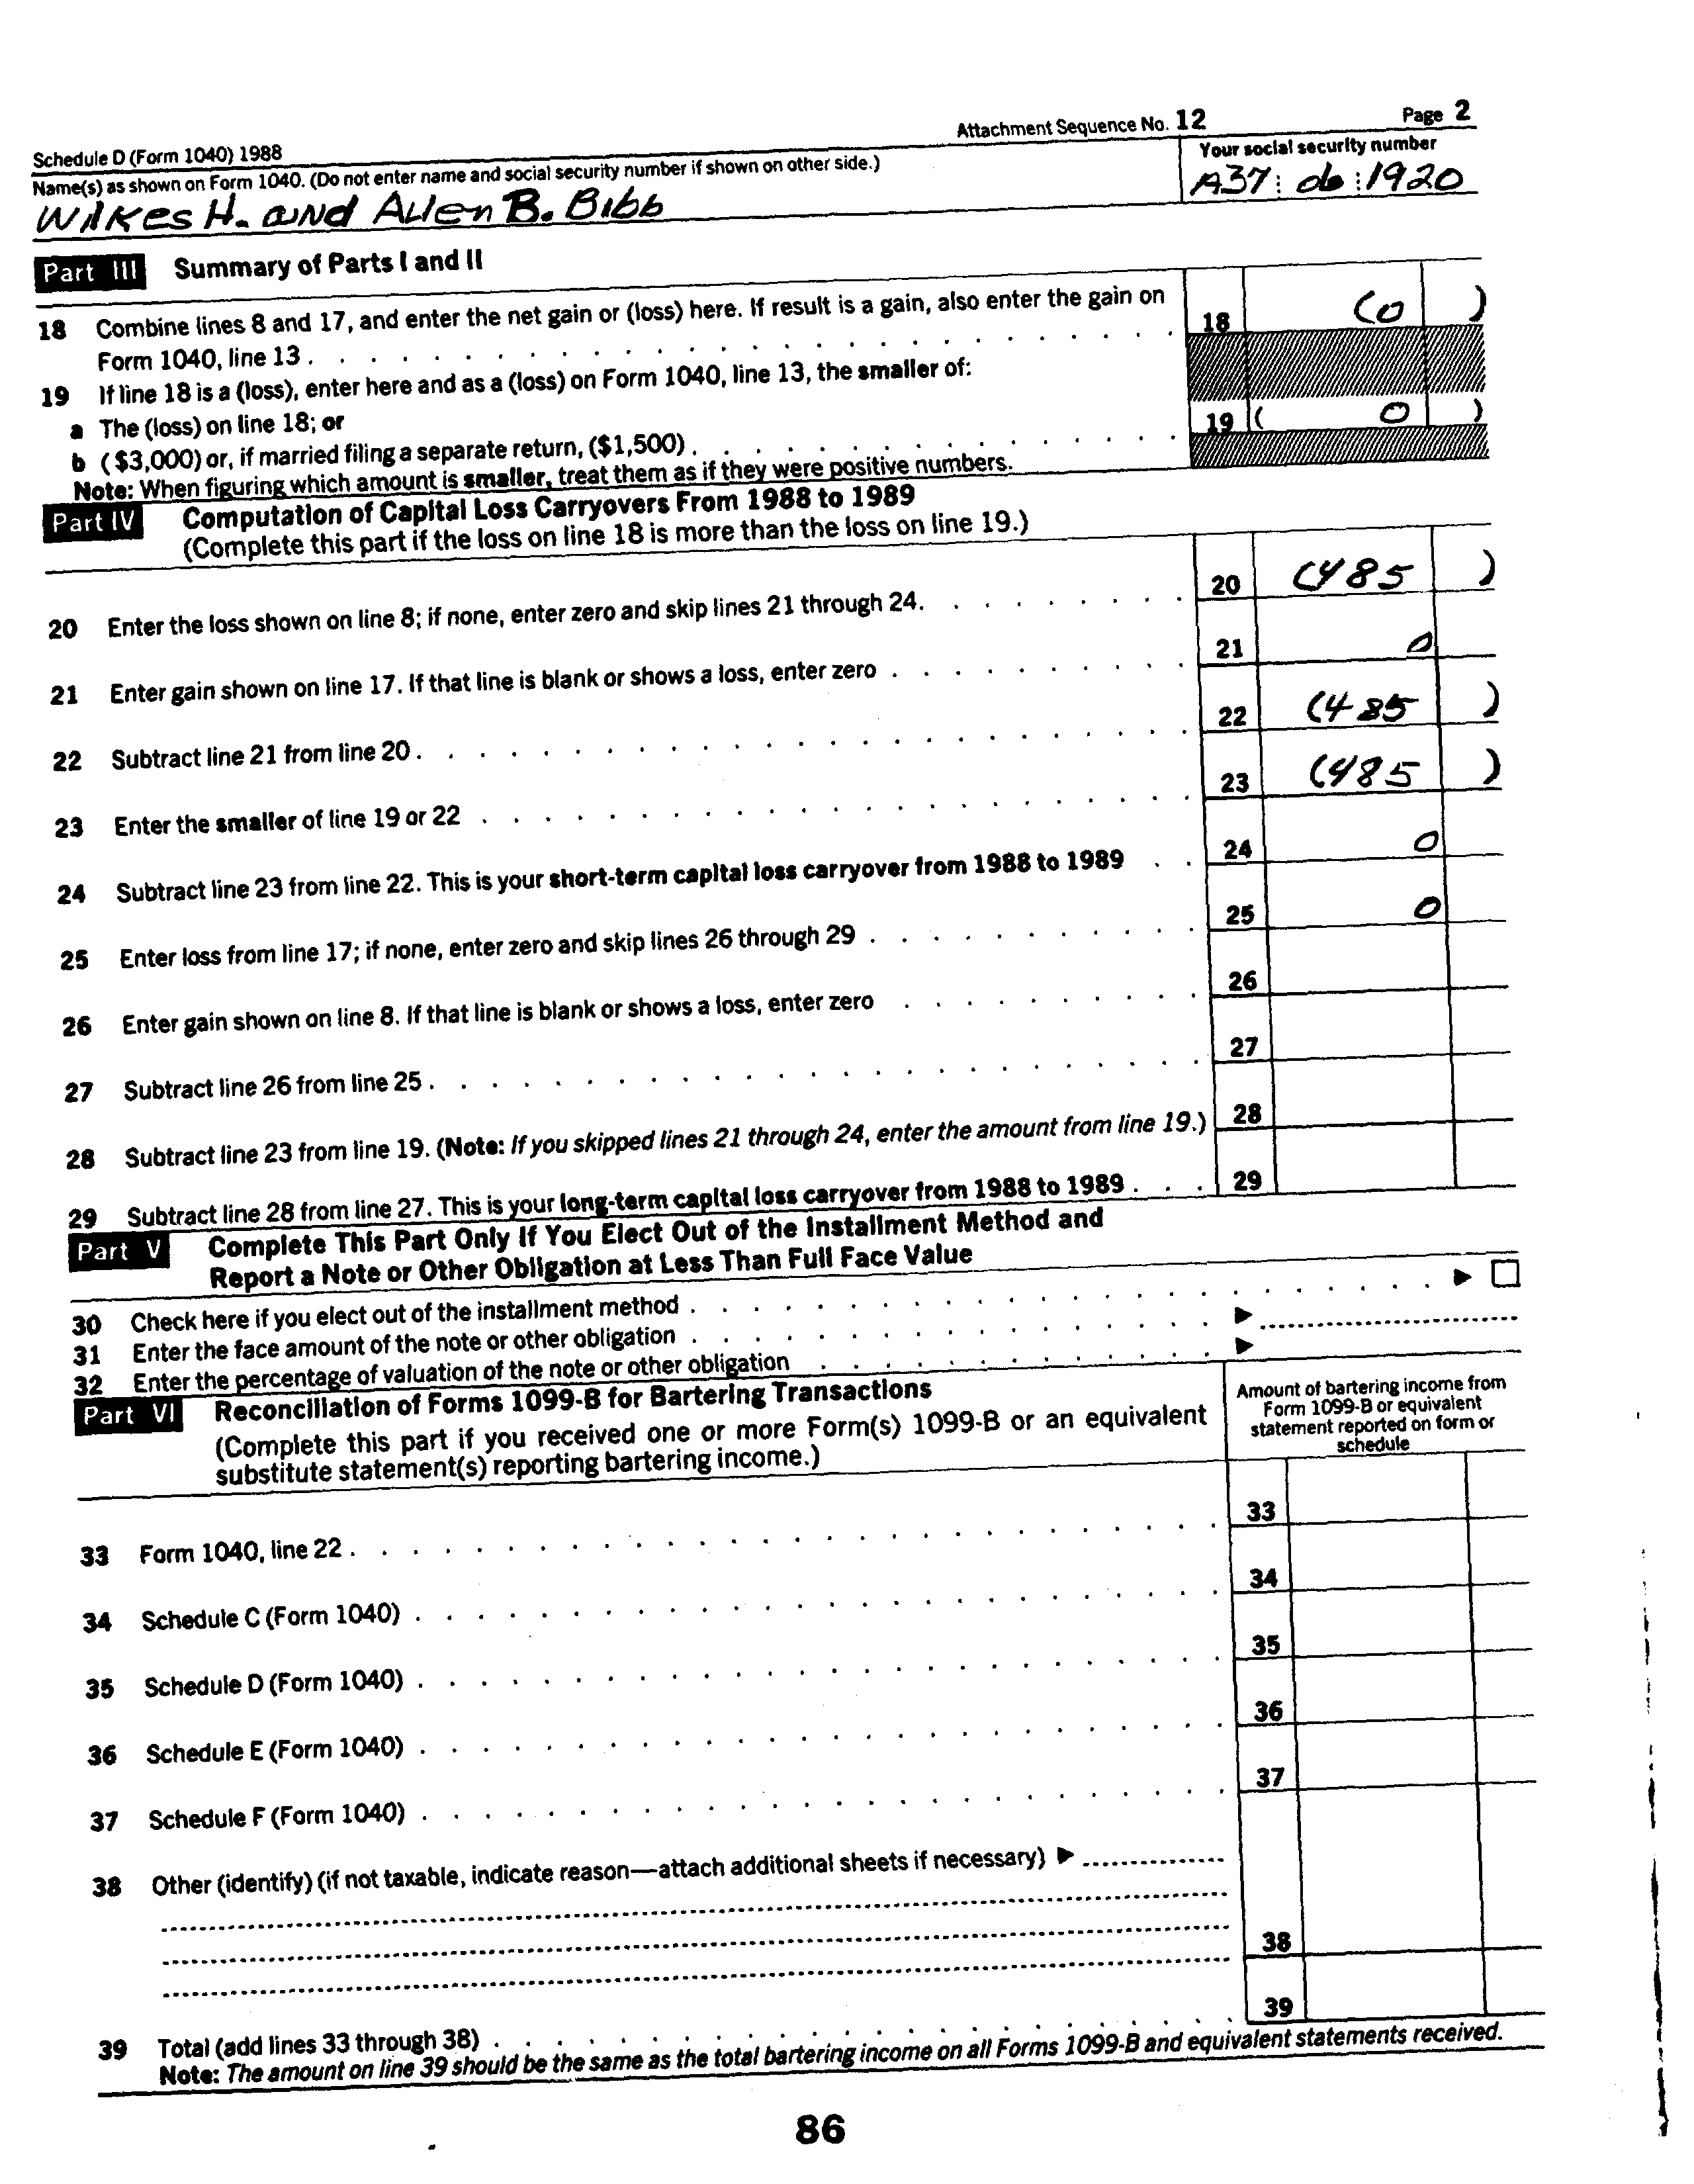 Schedule D (Form 1040) 1988
Attachment Sequence No. 12
Page 2
Name(s) as shown on Form 1040. (Do not enter name and social security number if shown on other side.)
Your social security number
Wilkes H. and Allen B. Bibb
A37 : do : 1920
Part III Summary of Parts I and II
18 Combine lines 8 and 17, and enter the net gain or (loss) here. If result is a gain, also enter the gain on
Form 1040, line 13 . . . . . . . . . . 18 (0 )
19 If line 18 is a (loss), enter here and as a (loss) on Form 1040, line 13, the smaller of:
a The (loss) on line 18; or
b ($3,000) or, if married filing a separate return, ($1,500) . . . . . . . . . . 19 ( 0 )
Note: When figuring which amount is smaller, treat them as if they were positive numbers.
Part IV Computation of Capital Loss Carryovers From 1988 to 1989
(Complete this part if the loss on line 18 is more than the loss on line 19.)
20 Enter the loss shown on line 8; if none, enter zero and skip lines 21 through 24. . . . . . . . . 20 (485 )
21 Enter gain shown on line 17. If that line is blank or shows a loss, enter zero . . . . . . . . . . 21 0
22 Subtract line 21 from line 20 . . . . . . . . . . 22 (485 )
23 Enter the smaller of line 19 or 22 . . . . . . . . . . 23 (485 )
24 Subtract line 23 from line 22. This is your short-term capital loss carryover from 1988 to 1989 . . 24 0
25 Enter loss from line 17; if none, enter zero and skip lines 26 through 29 . . . . . . . . . . 25 0
26 Enter gain shown on line 8. If that line is blank or shows a loss, enter zero . . . . . . . . . . 26
27 Subtract line 26 from line 25 . . . . . . . . . . 27
28 Subtract line 23 from line 19. (Note: If you skipped lines 21 through 24, enter the amount from line 19.) 28
29 Subtract line 28 from line 27. This is your long-term capital loss carryover from 1988 to 1989 . . . 29
Part V Complete This Part Only If You Elect Out of the Installment Method and
Report a Note or Other Obligation at Less Than Full Face Value
30 Check here if you elect out of the installment method . . . . . . . . . . ▶ ☐
31 Enter the face amount of the note or other obligation . . . . . . . . . . ▶
32 Enter the percentage of valuation of the note or other obligation . . . . . . . . . . ▶
Part VI Reconciliation of Forms 1099-B for Bartering Transactions
(Complete this part if you received one or more Form(s) 1099-B or an equivalent
substitute statement(s) reporting bartering income.)
Amount of bartering income from
Form 1099-B or equivalent
statement reported on form or
schedule
33 Form 1040, line 22 . . . . . . . . . . 33
34 Schedule C (Form 1040) . . . . . . . . . . 34
35 Schedule D (Form 1040) . . . . . . . . . . 35
36 Schedule E (Form 1040) . . . . . . . . . . 36
37 Schedule F (Form 1040) . . . . . . . . . . 37
38 Other (identify) (if not taxable, indicate reason—attach additional sheets if necessary) ▶
38
39 Total (add lines 33 through 38) . . . . . . . . . . 39
Note: The amount on line 39 should be the same as the total bartering income on all Forms 1099-B and equivalent statements received.
86